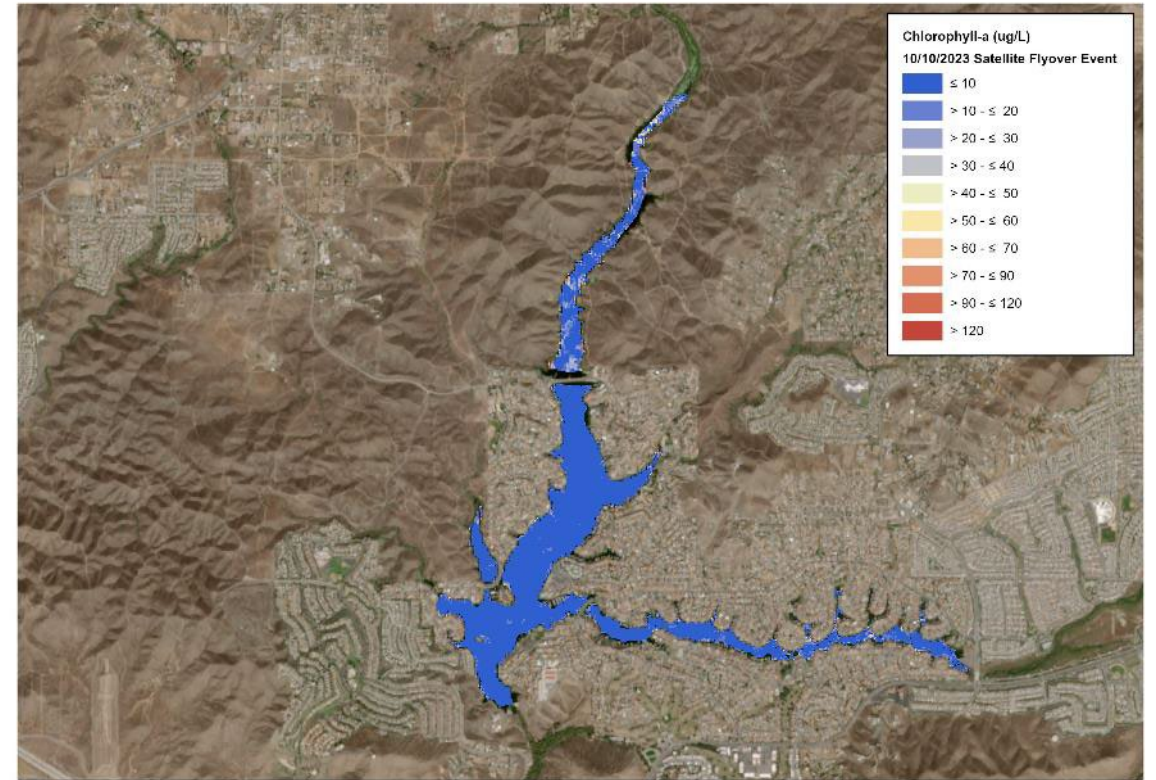 Chlorophyll-a (ug/L)
10/10/2023 Satellite Flyover Event
≤ 10
> 10 - ≤ 20
> 20 - ≤ 30
> 30 - ≤ 40
> 40 - ≤ 50
> 50 - ≤ 60
> 60 - ≤ 70
> 70 - ≤ 90
> 90 - ≤ 120
> 120